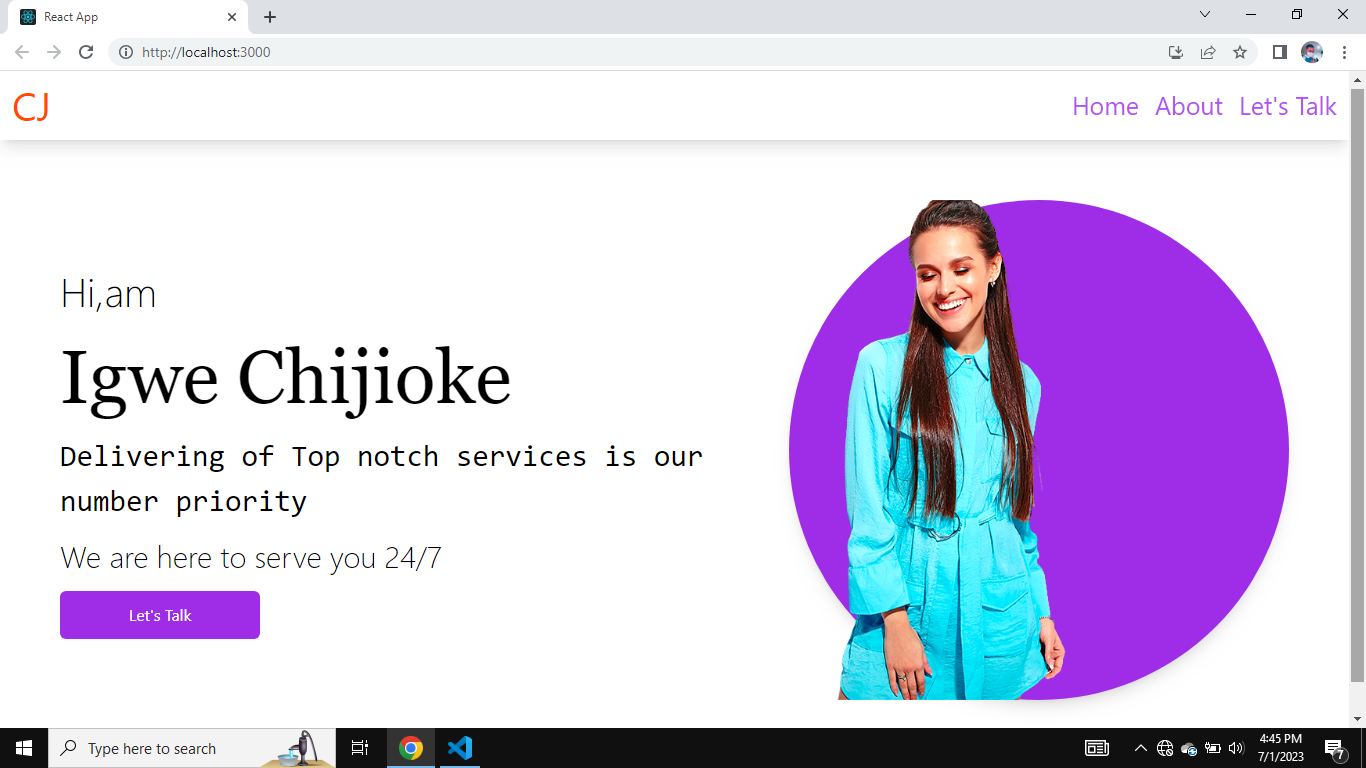 React App
http://localhost:3000
CJ
Home About Let's Talk
Hi,am
Igwe Chijioke
Delivering of Top notch services is our
number priority
We are here to serve you 24/7
Let's Talk
Type here to search
4:45 PM
7/1/2023
7